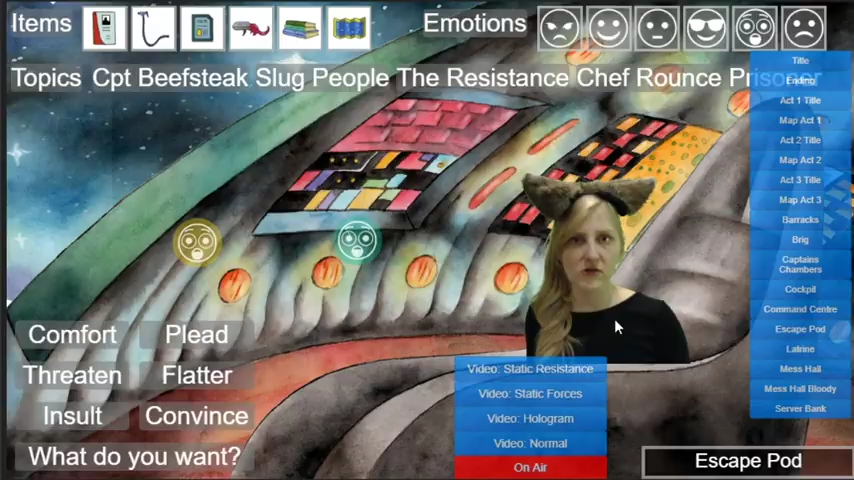 Items
Emotions
Topics Cpt Beefsteak Slug People The Resistance Chef Rounce Prisoner
Title
Ending
Act 1 Title
Map Act 1
Act 2 Title
Map Act 2
Act 3 Title
Map Act 3
Barracks
Brig
Captains
Chambers
Cockpit
Command Centre
Escape Pod
Latrine
Mess Hall
Mess Hall Bloody
Server Bank
Comfort Plead
Threaten Flatter
Insult Convince
What do you want?
Video: Static Resistance
Video: Static Forces
Video: Hologram
Video: Normal
On Air
Escape Pod